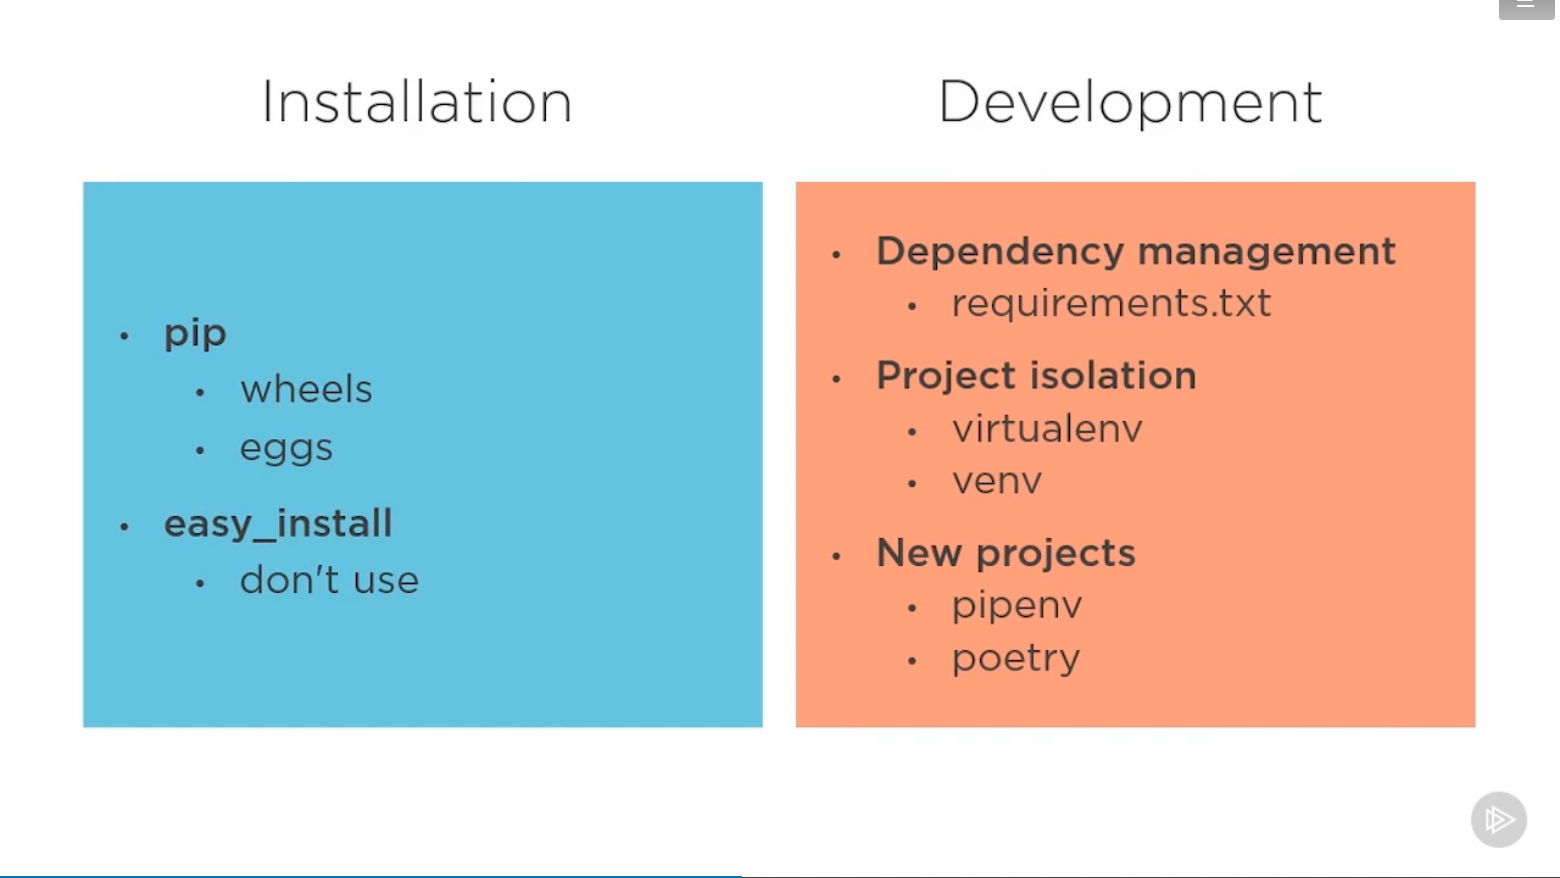 Installation
pip
wheels
eggs
easy_install
don't use
Development
Dependency management
requirements.txt
Project isolation
virtualenv
venv
New projects
pipenv
poetry